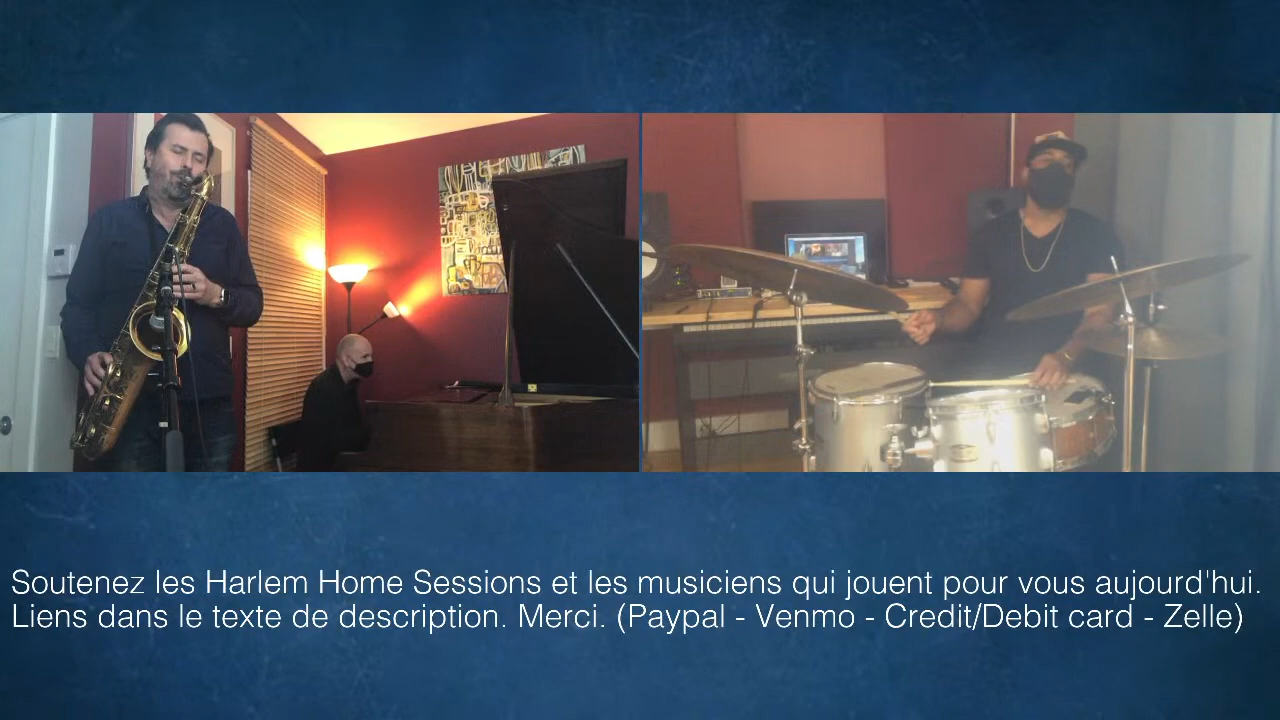 Soutenez les Harlem Home Sessions et les musiciens qui jouent pour vous aujourd'hui.
Liens dans le texte de description. Merci. (Paypal - Venmo - Credit/Debit card - Zelle)